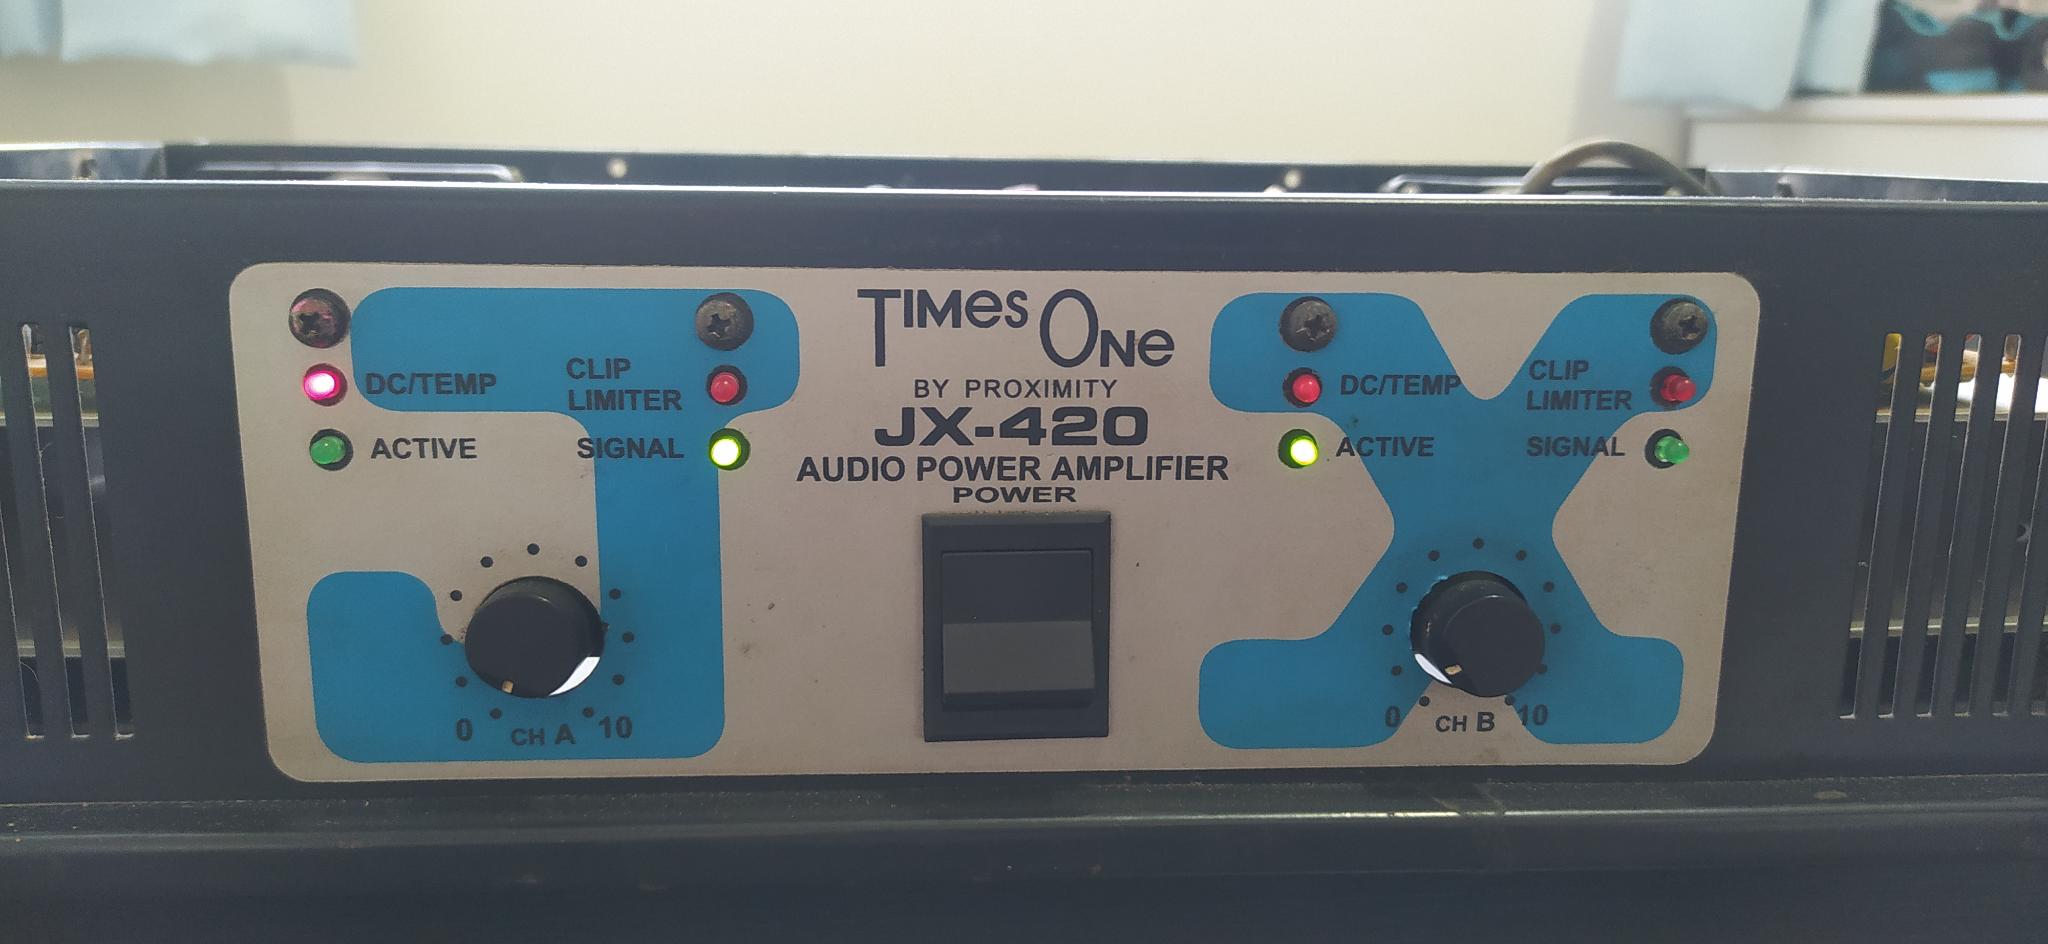 TIMES ONE
BY PROXIMITY
JX-420
AUDIO POWER AMPLIFIER
POWER
DC/TEMP
CLIP
LIMITER
ACTIVE
SIGNAL
0
CH A
10
JX
DC/TEMP
CLIP
LIMITER
ACTIVE
SIGNAL
0
CH B
10